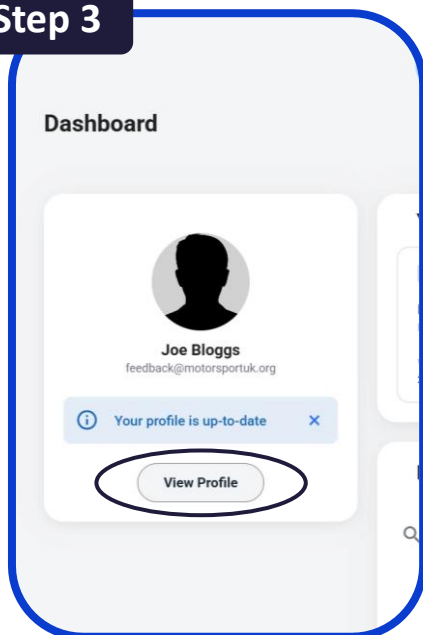 Step 3
Dashboard
Joe Bloggs
feedback@motorsportuk.org
Your profile is up-to-date
View Profile